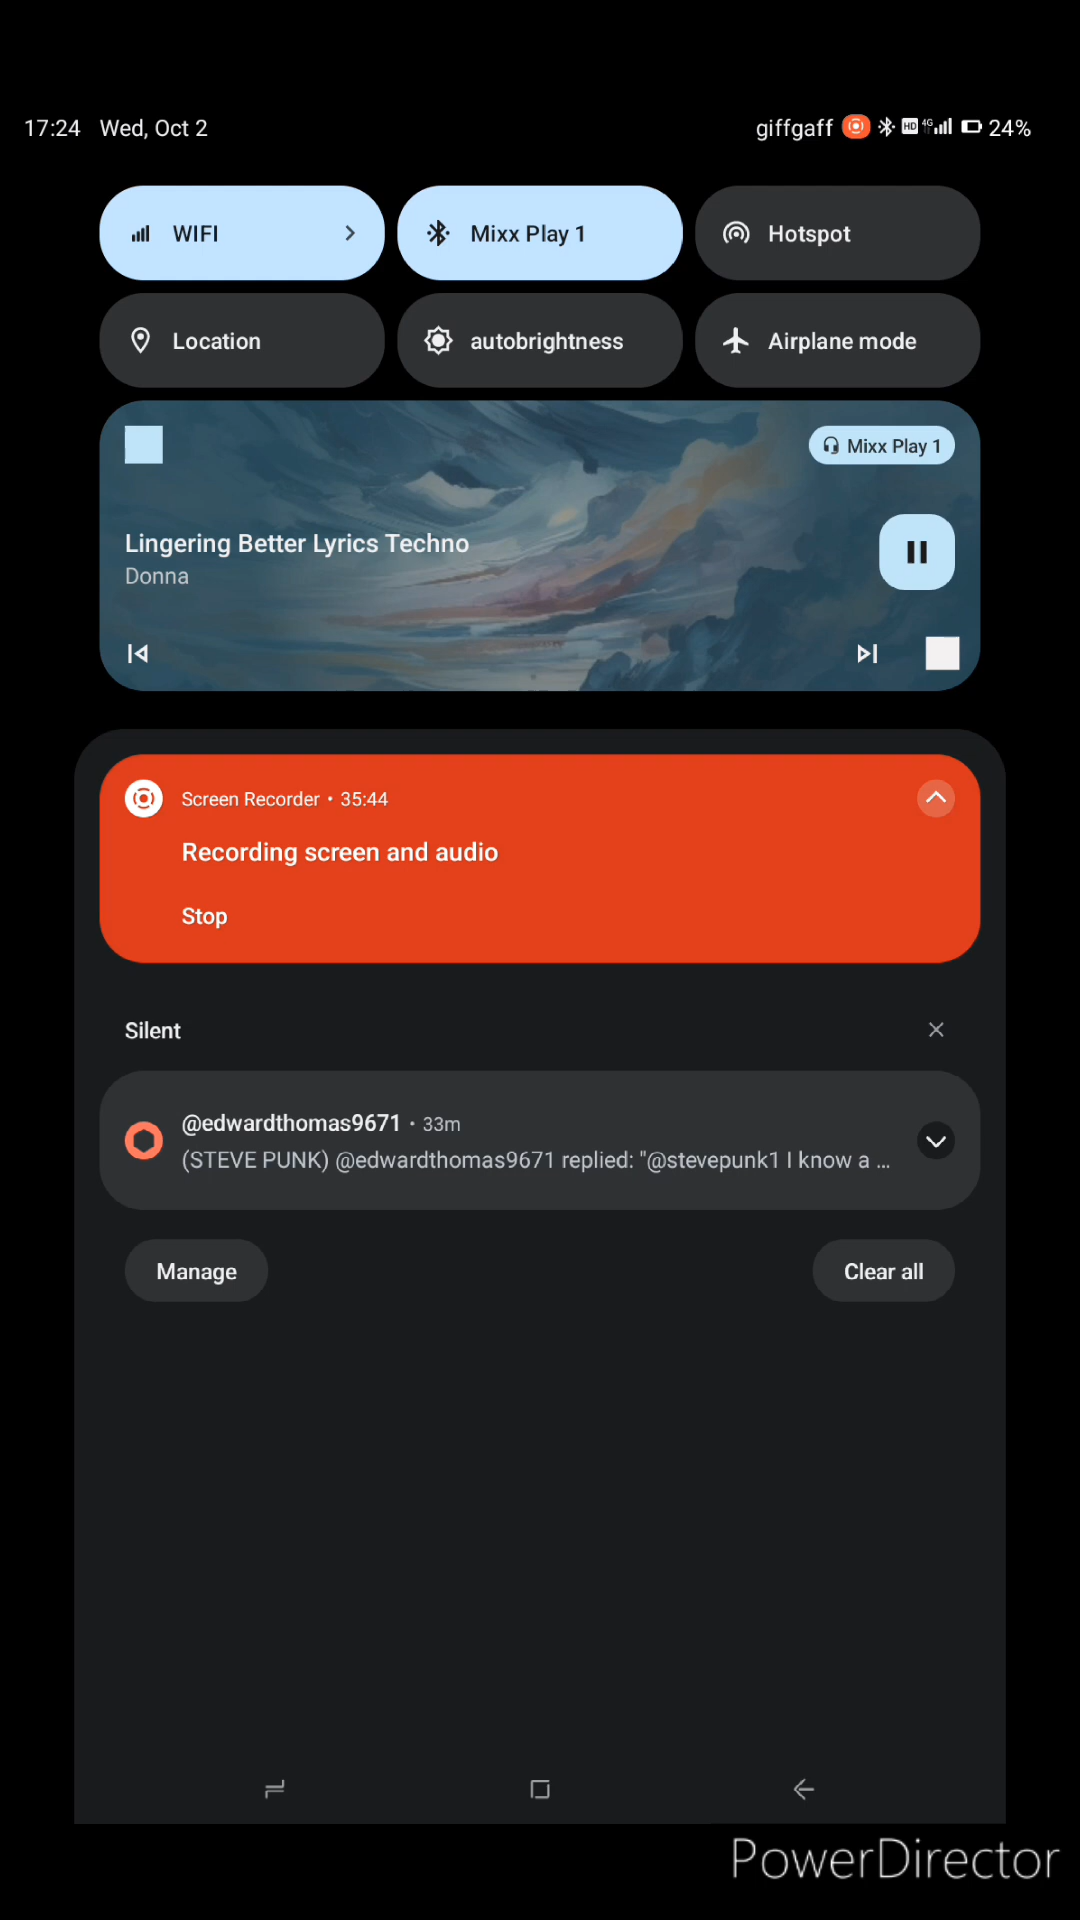 17:24 Wed, Oct 2
giffgaff HD 4G 24%
WIFI
Mixx Play 1
Hotspot
Location
autobrightness
Airplane mode
Mixx Play 1
Lingering Better Lyrics Techno
Donna
Screen Recorder • 35:44
Recording screen and audio
Stop
Silent
@edwardthomas9671 • 33m
(STEVE PUNK) @edwardthomas9671 replied: "@stevepunk1 I know a ...
Manage
Clear all
PowerDirector